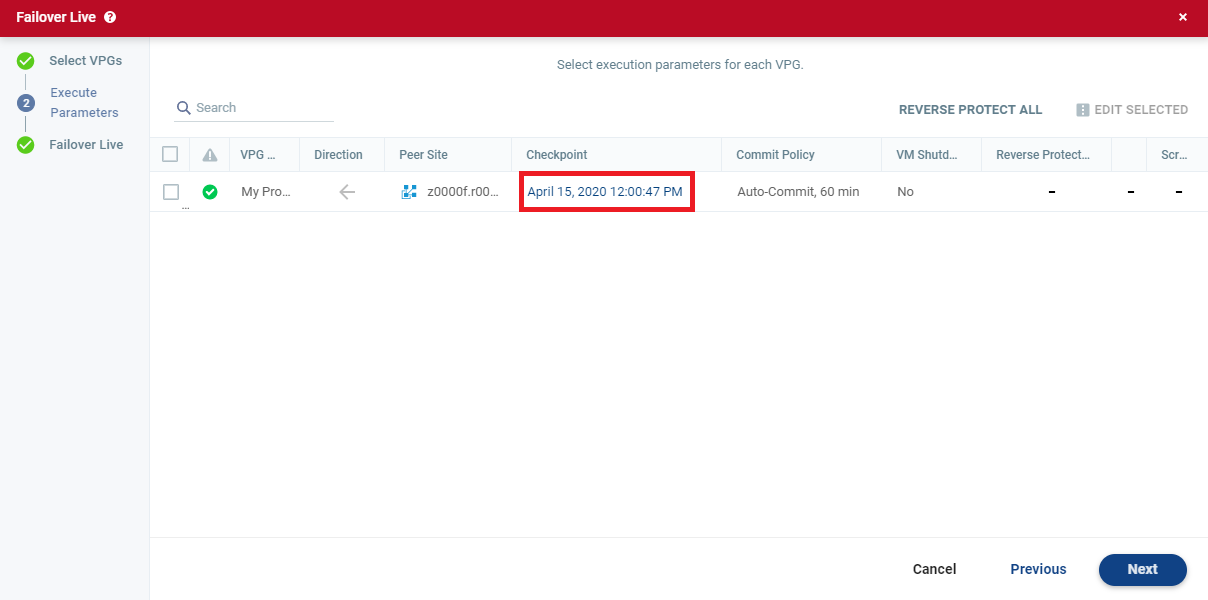 Failover Live
Select VPGs
2 Execute
Parameters
Failover Live
Select execution parameters for each VPG.
Search
REVERSE PROTECT ALL EDIT SELECTED
VPG ... Direction Peer Site Checkpoint Commit Policy VM Shutd... Reverse Protect... Scr...
My Pro... z0000f.r00... April 15, 2020 12:00:47 PM Auto-Commit, 60 min No - - -
...
Cancel Previous Next